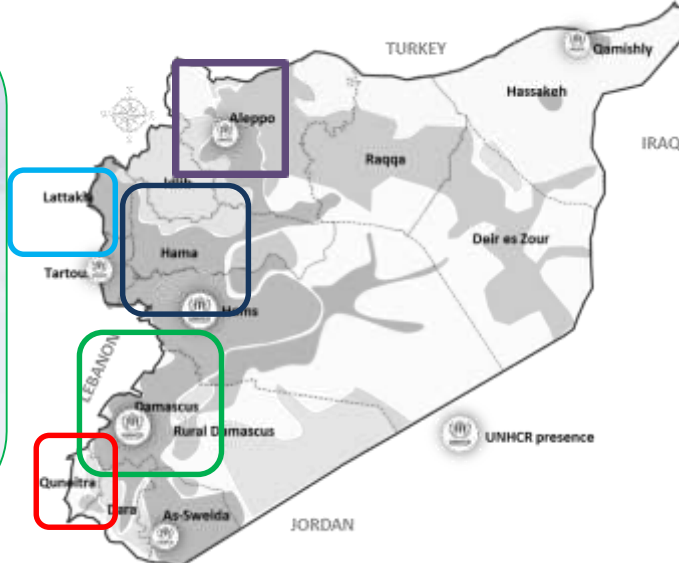 TURKEY
Qamishly
Hassakeh
Aleppo
IRAQ
Raqqa
Lattakia
Deir es Zour
Hama
Tartous
Homs
LEBANON
Damascus
Rural Damascus
UNHCR presence
Quneitra
Dara
As-Sweida
JORDAN